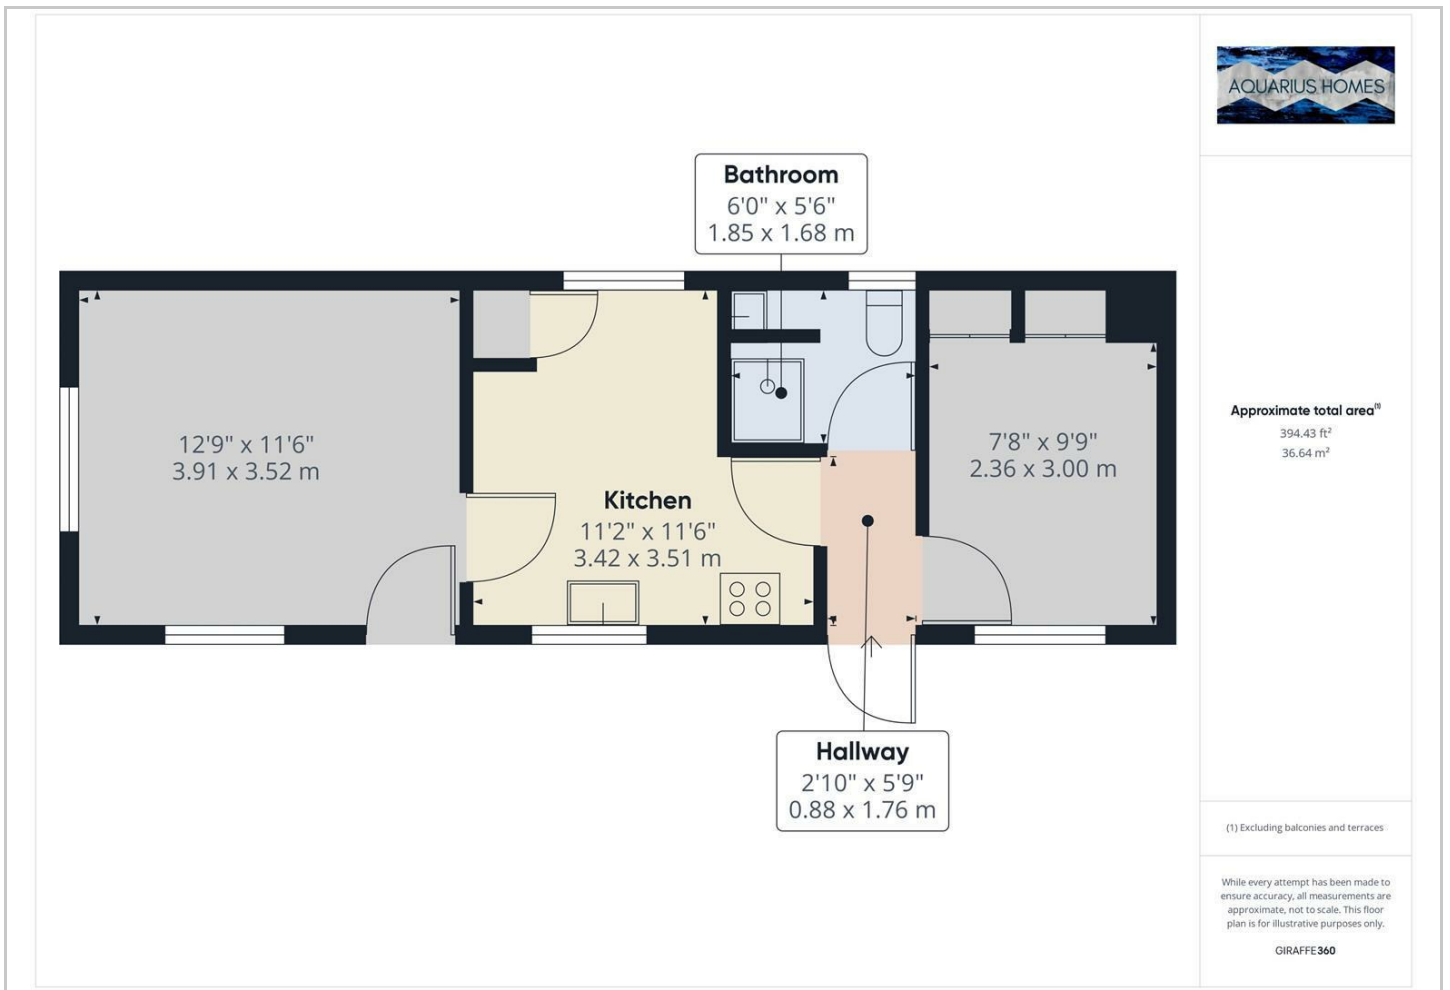 AQUARIUS HOMES
Bathroom
6'0" x 5'6"
1.85 x 1.68 m
12'9" x 11'6"
3.91 x 3.52 m
Kitchen
11'2" x 11'6"
3.42 x 3.51 m
7'8" x 9'9"
2.36 x 3.00 m
Hallway
2'10" x 5'9"
0.88 x 1.76 m
Approximate total area(1)
394.43 ft²
36.64 m²
(1) Excluding balconies and terraces
While every attempt has been made to
ensure accuracy, all measurements are
approximate, not to scale. This floor
plan is for illustrative purposes only.
GIRAFFE360